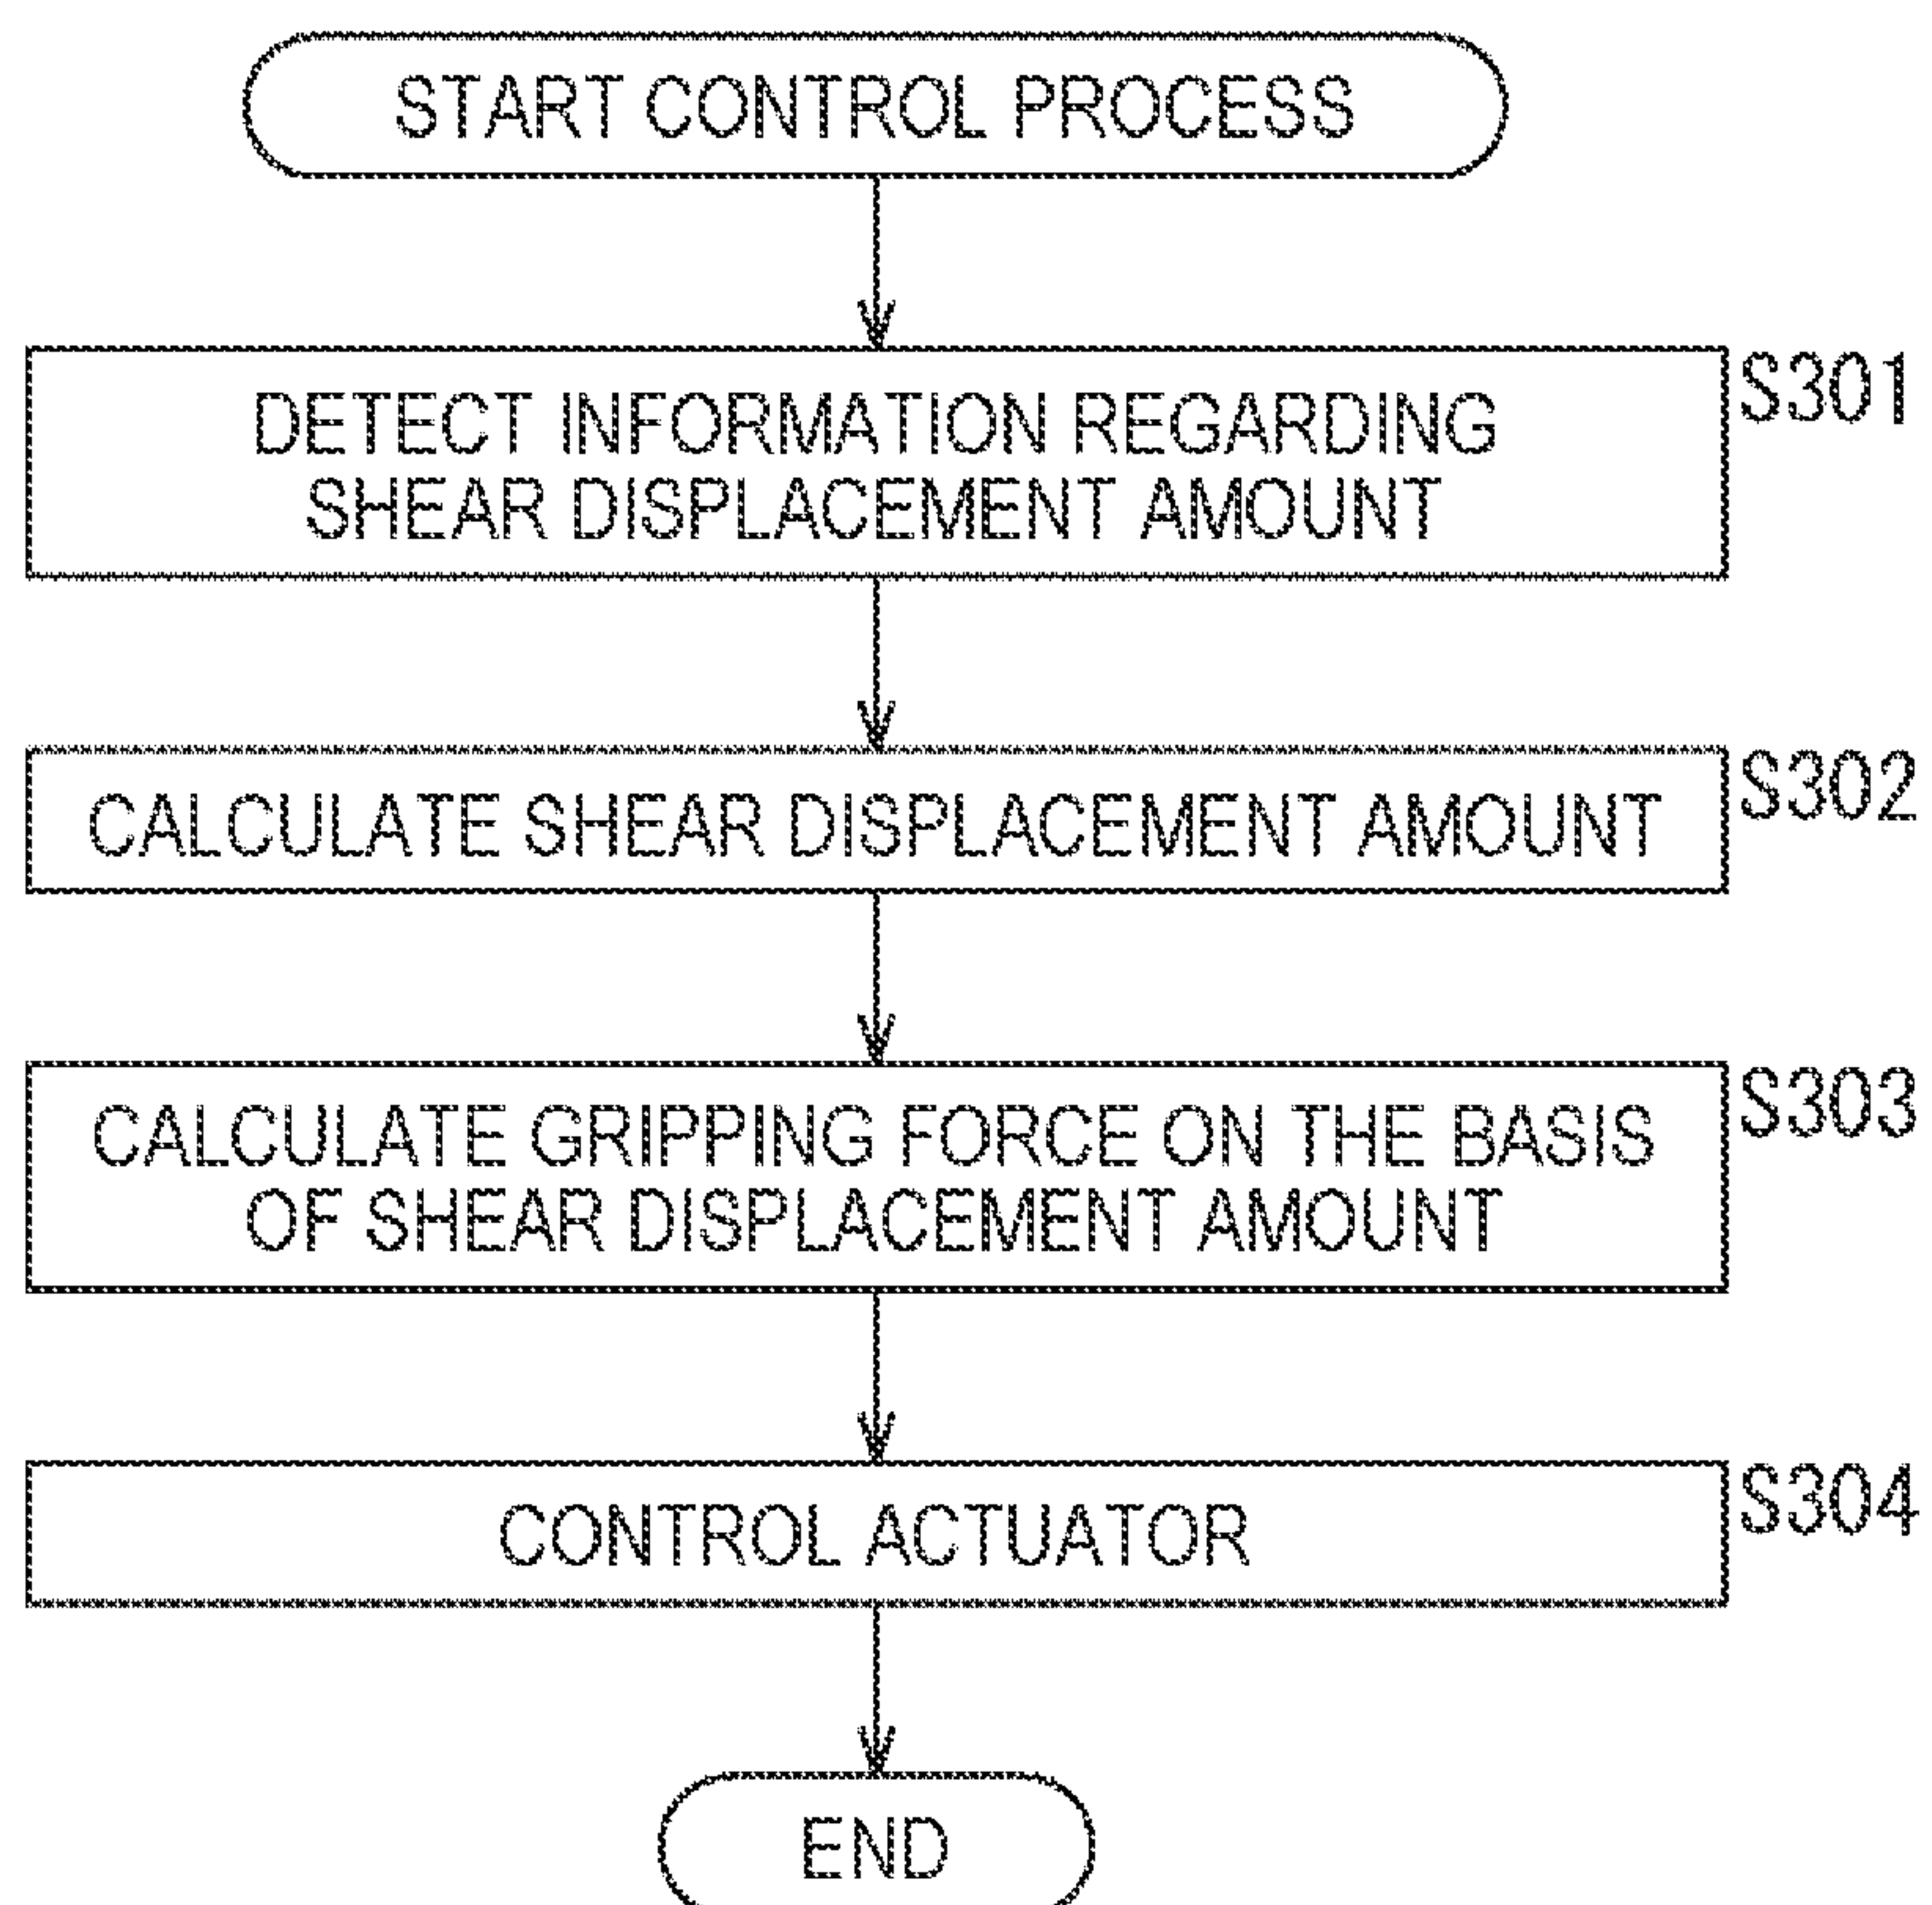 START CONTROL PROCESS
DETECT INFORMATION REGARDING
SHEAR DISPLACEMENT AMOUNT
S301
CALCULATE SHEAR DISPLACEMENT AMOUNT
S302
CALCULATE GRIPPING FORCE ON THE BASIS
OF SHEAR DISPLACEMENT AMOUNT
S303
CONTROL ACTUATOR
S304
END